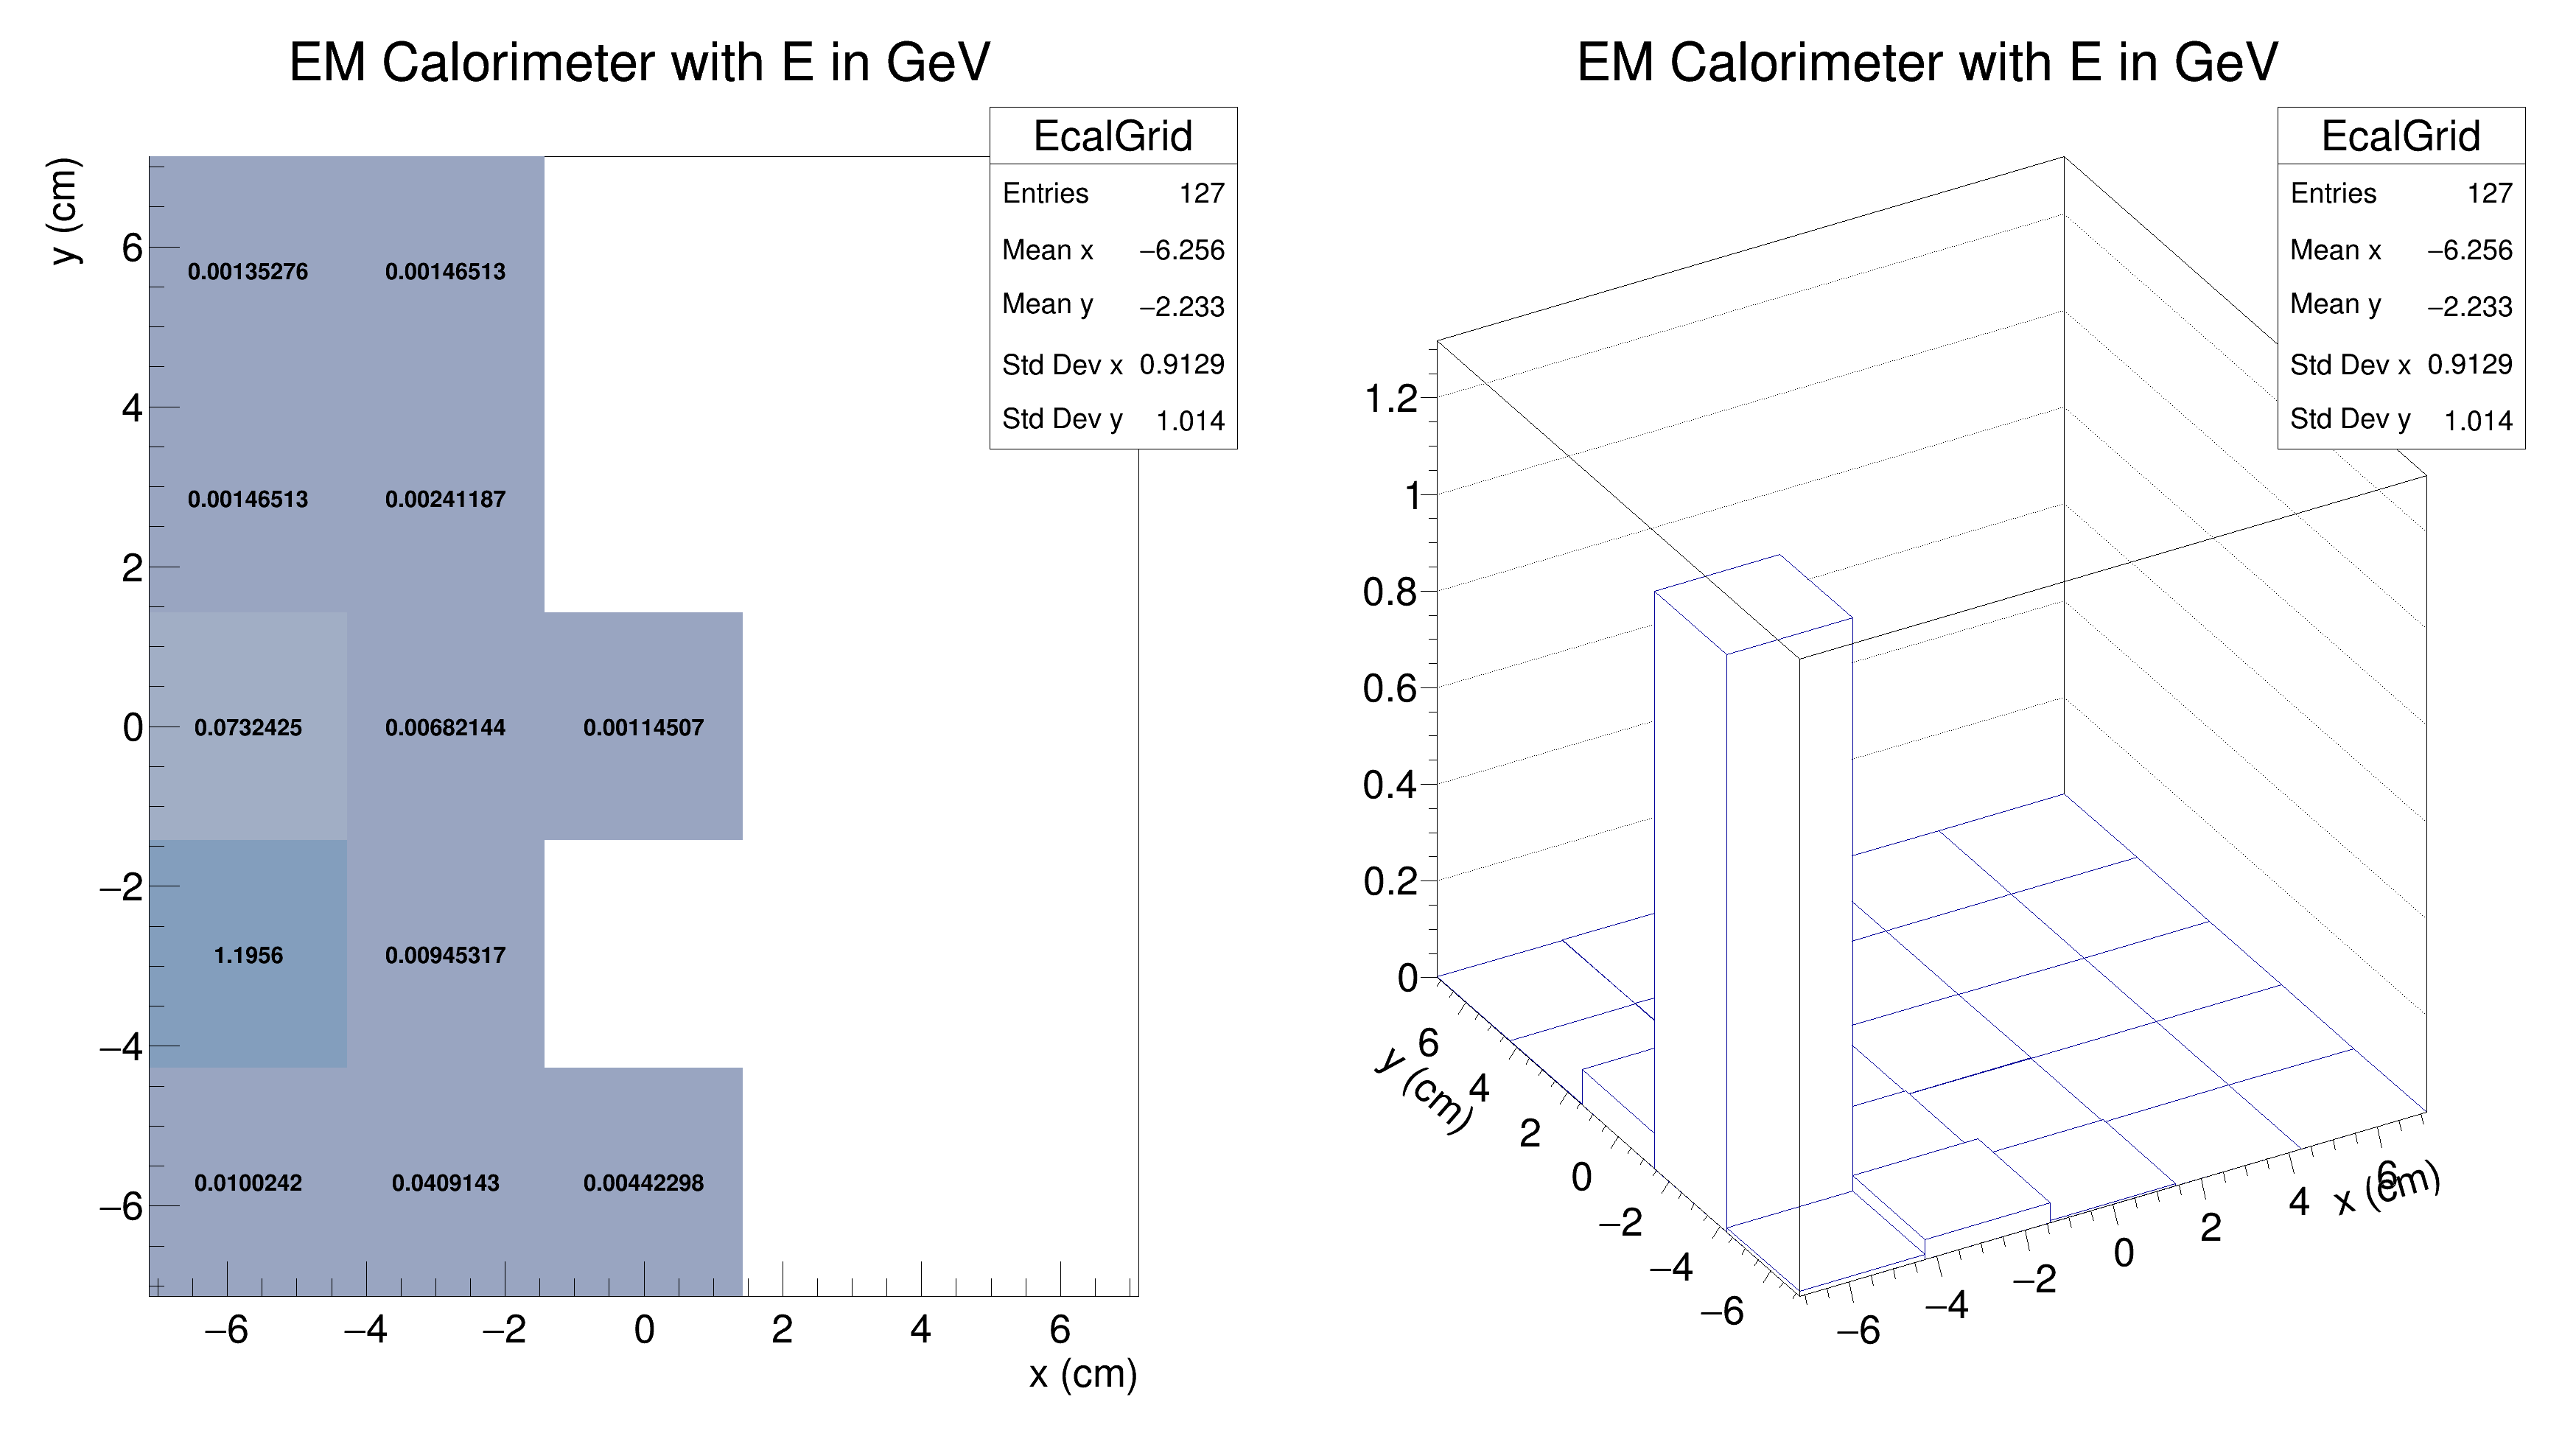 EM Calorimeter with E in GeV
EcalGrid
Entries 127
Mean x −6.256
Mean y −2.233
Std Dev x 0.9129
Std Dev y 1.014
y (cm)
6
4
2
0
−2
−4
−6
0.00135276 0.00146513
0.00146513 0.00241187
0.0732425 0.00682144 0.00114507
1.1956 0.00945317
0.0100242 0.0409143 0.00442298
−6 −4 −2 0 2 4 6
x (cm)
EM Calorimeter with E in GeV
EcalGrid
Entries 127
Mean x −6.256
Mean y −2.233
Std Dev x 0.9129
Std Dev y 1.014
1.2
1
0.8
0.6
0.4
0.2
0
y (cm)
6
4
2
0
−2
−4
−6
−6 −4 −2 0 2 4 6
x (cm)